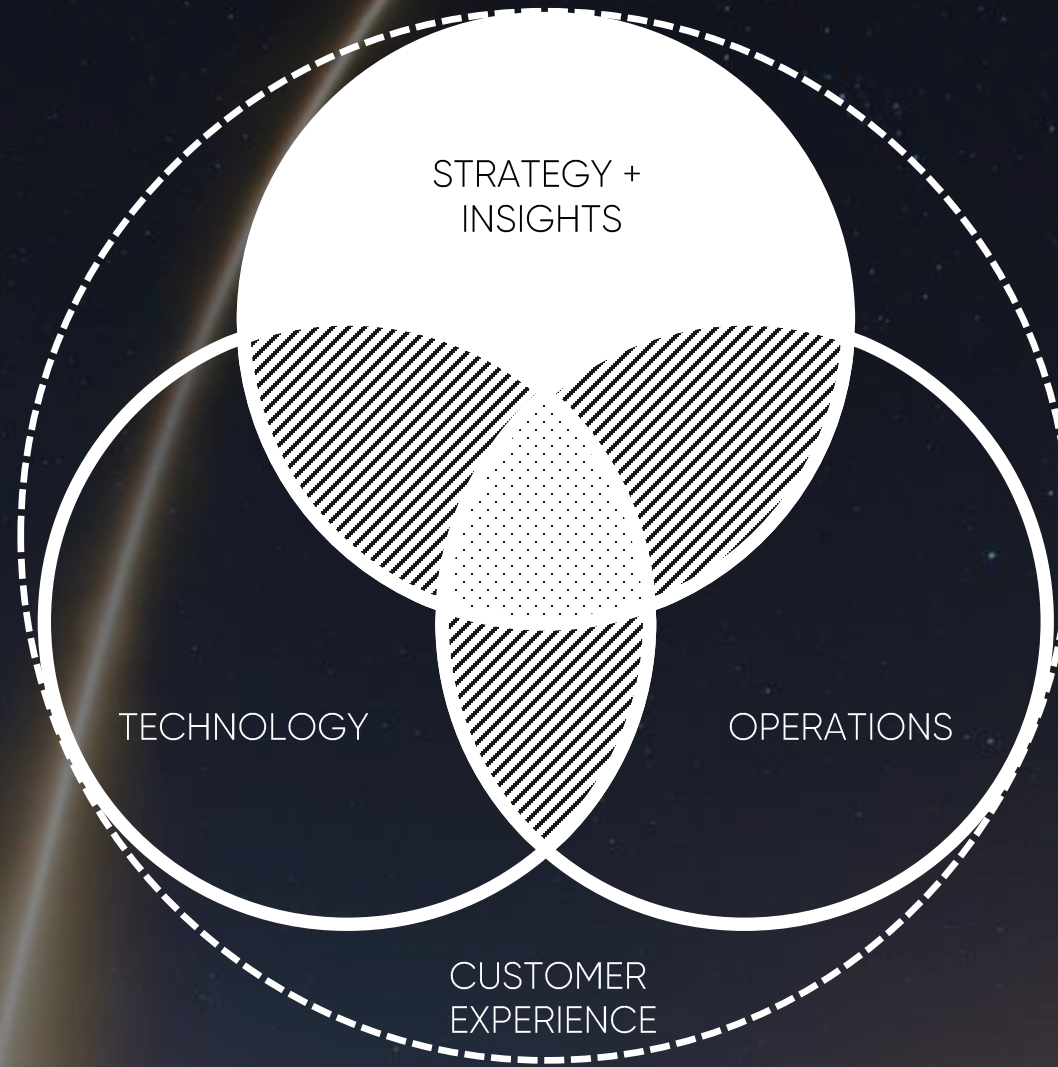 STRATEGY +
INSIGHTS
TECHNOLOGY
OPERATIONS
CUSTOMER
EXPERIENCE